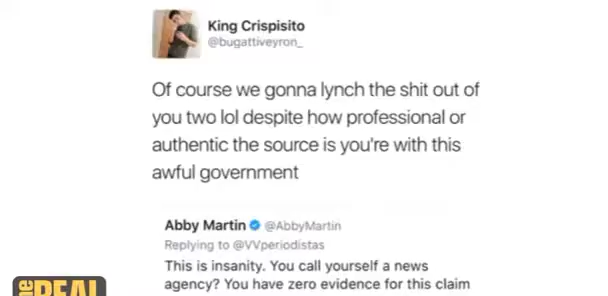 King Crispisito
@bugattiveyron_
Of course we gonna lynch the shit out of
you two lol despite how professional or
authentic the source is you're with this
awful government
Abby Martin @AbbyMartin
Replying to @VVperiodistas
This is insanity. You call yourself a news
agency? You have zero evidence for this claim
the REAL